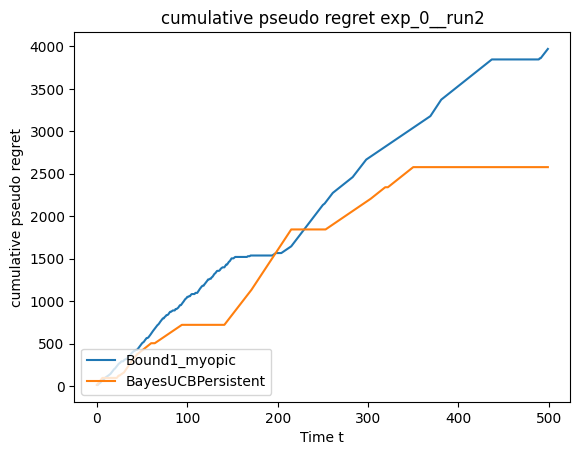 cumulative pseudo regret exp_0__run2
cumulative pseudo regret
4000
3500
3000
2500
2000
1500
1000
500
0
Bound1_myopic
BayesUCBPersistent
0 100 200 300 400 500
Time t